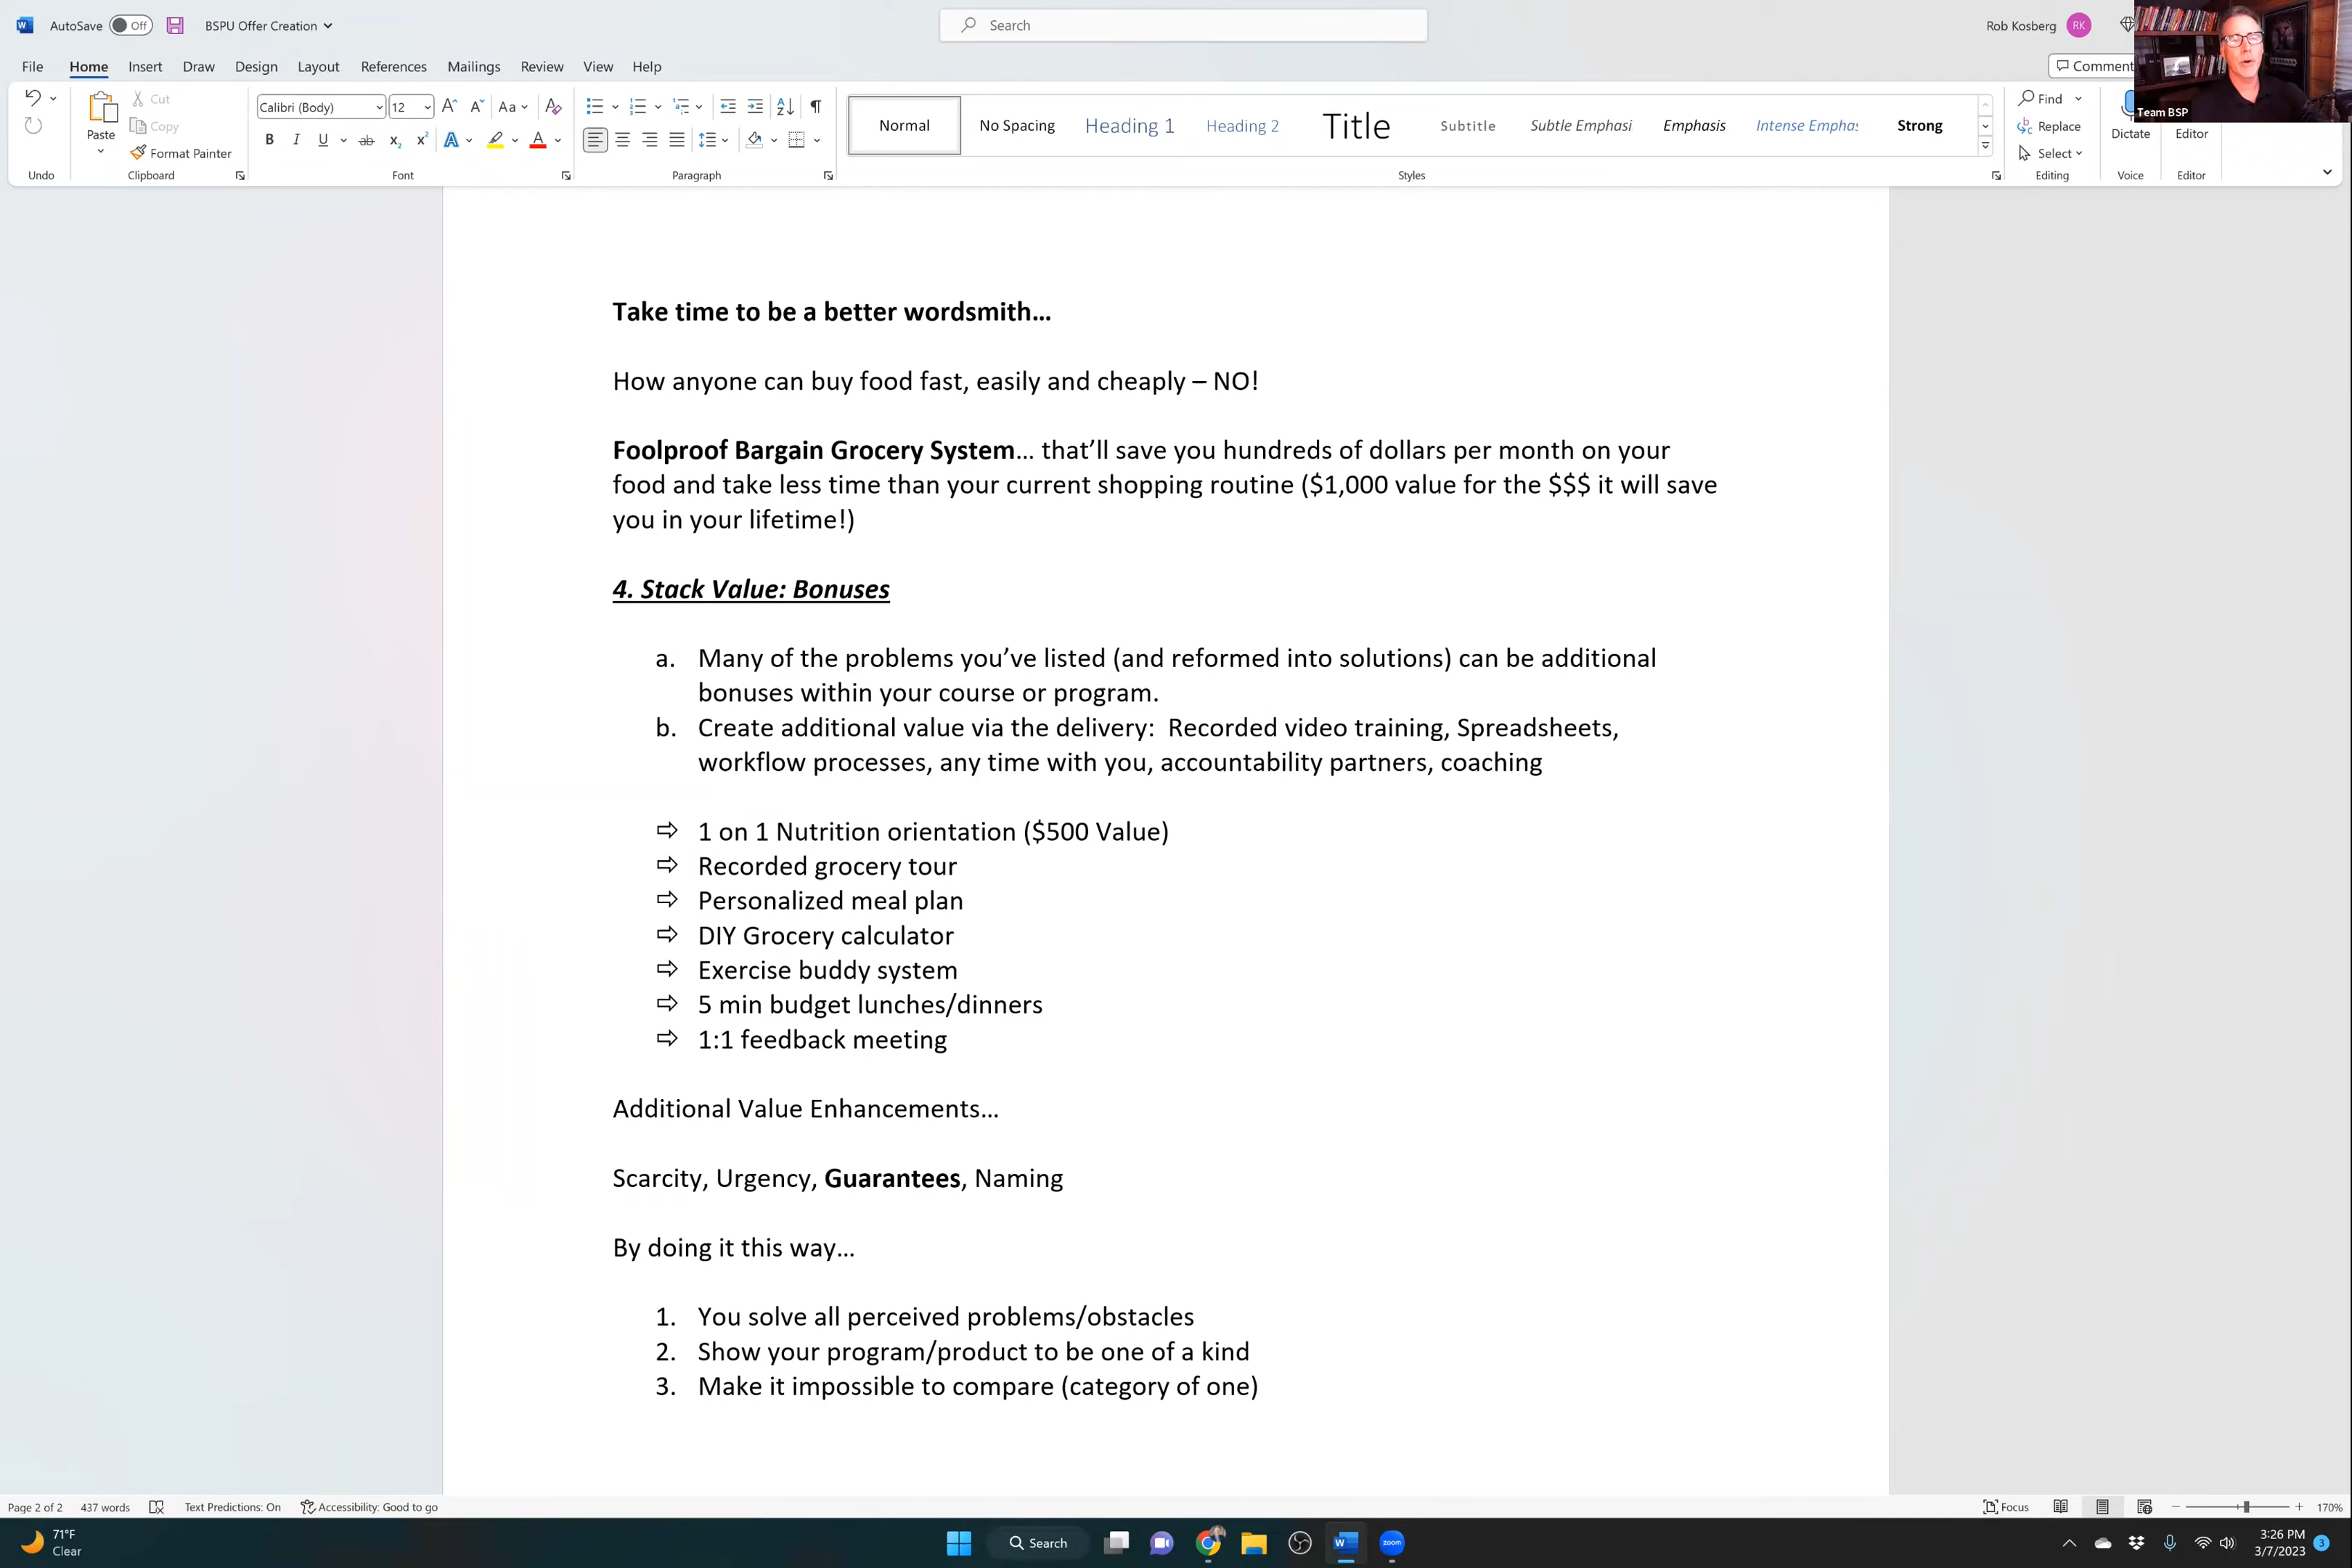 AutoSave Off BSPU Offer Creation Search Rob Kosberg RK
File Home Insert Draw Design Layout References Mailings Review View Help Comment
Team BSP
Paste Cut Copy Format Painter
Calibri (Body) 12
Normal No Spacing Heading 1 Heading 2 Title Subtitle Subtle Emphasi Emphasis Intense Empha: Strong
Find Replace Select Dictate Editor
Undo Clipboard Font Paragraph Styles Editing Voice Editor
Take time to be a better wordsmith…
How anyone can buy food fast, easily and cheaply – NO!
Foolproof Bargain Grocery System… that’ll save you hundreds of dollars per month on your
food and take less time than your current shopping routine ($1,000 value for the $$$ it will save
you in your lifetime!)
4. Stack Value: Bonuses
a. Many of the problems you’ve listed (and reformed into solutions) can be additional
bonuses within your course or program.
b. Create additional value via the delivery: Recorded video training, Spreadsheets,
workflow processes, any time with you, accountability partners, coaching
⇨ 1 on 1 Nutrition orientation ($500 Value)
⇨ Recorded grocery tour
⇨ Personalized meal plan
⇨ DIY Grocery calculator
⇨ Exercise buddy system
⇨ 5 min budget lunches/dinners
⇨ 1:1 feedback meeting
Additional Value Enhancements…
Scarcity, Urgency, Guarantees, Naming
By doing it this way…
1. You solve all perceived problems/obstacles
2. Show your program/product to be one of a kind
3. Make it impossible to compare (category of one)
Page 2 of 2 437 words Text Predictions: On Accessibility: Good to go Focus 170%
71°F
Clear
Search
zoom
3:26 PM
3/7/2023
3